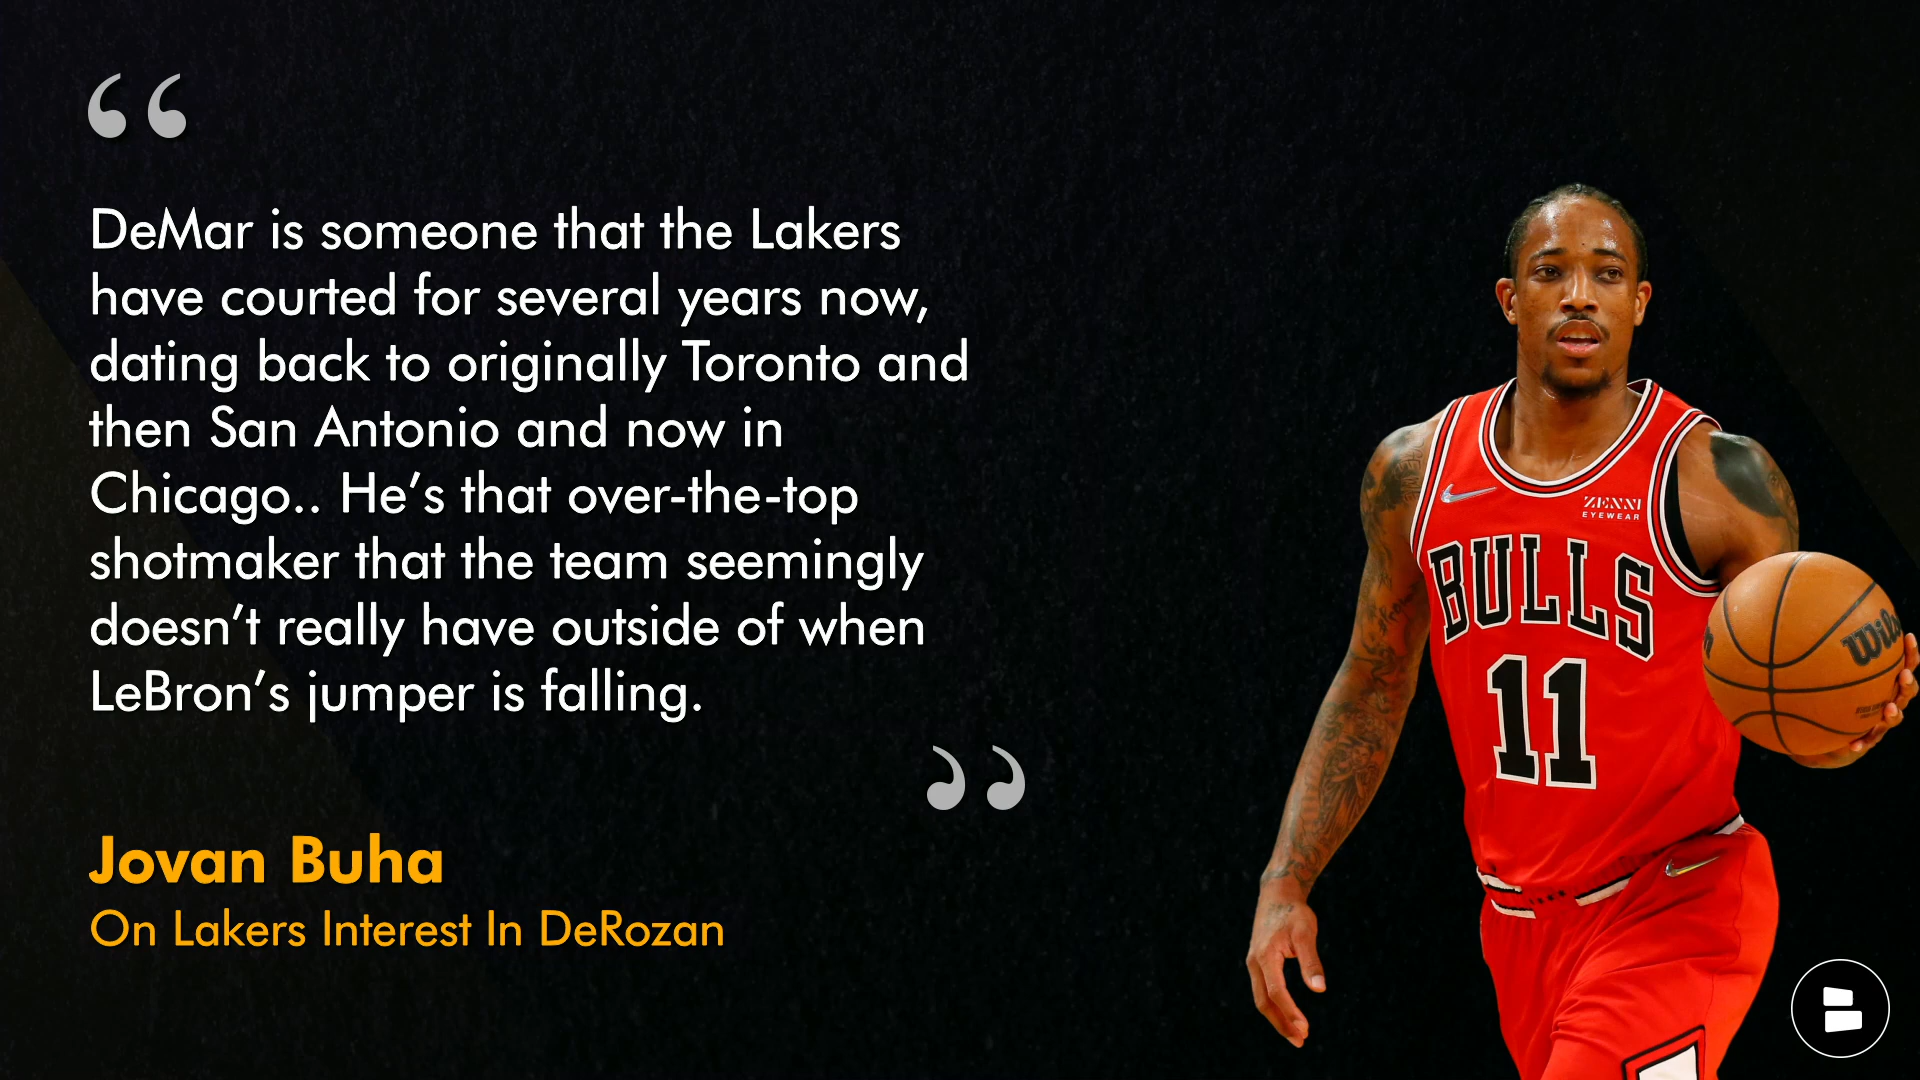 “
DeMar is someone that the Lakers
have courted for several years now,
dating back to originally Toronto and
then San Antonio and now in
Chicago.. He’s that over-the-top
shotmaker that the team seemingly
doesn’t really have outside of when
LeBron’s jumper is falling.
”
Jovan Buha
On Lakers Interest In DeRozan
ZENNI
EYEWEAR
BULLS
11